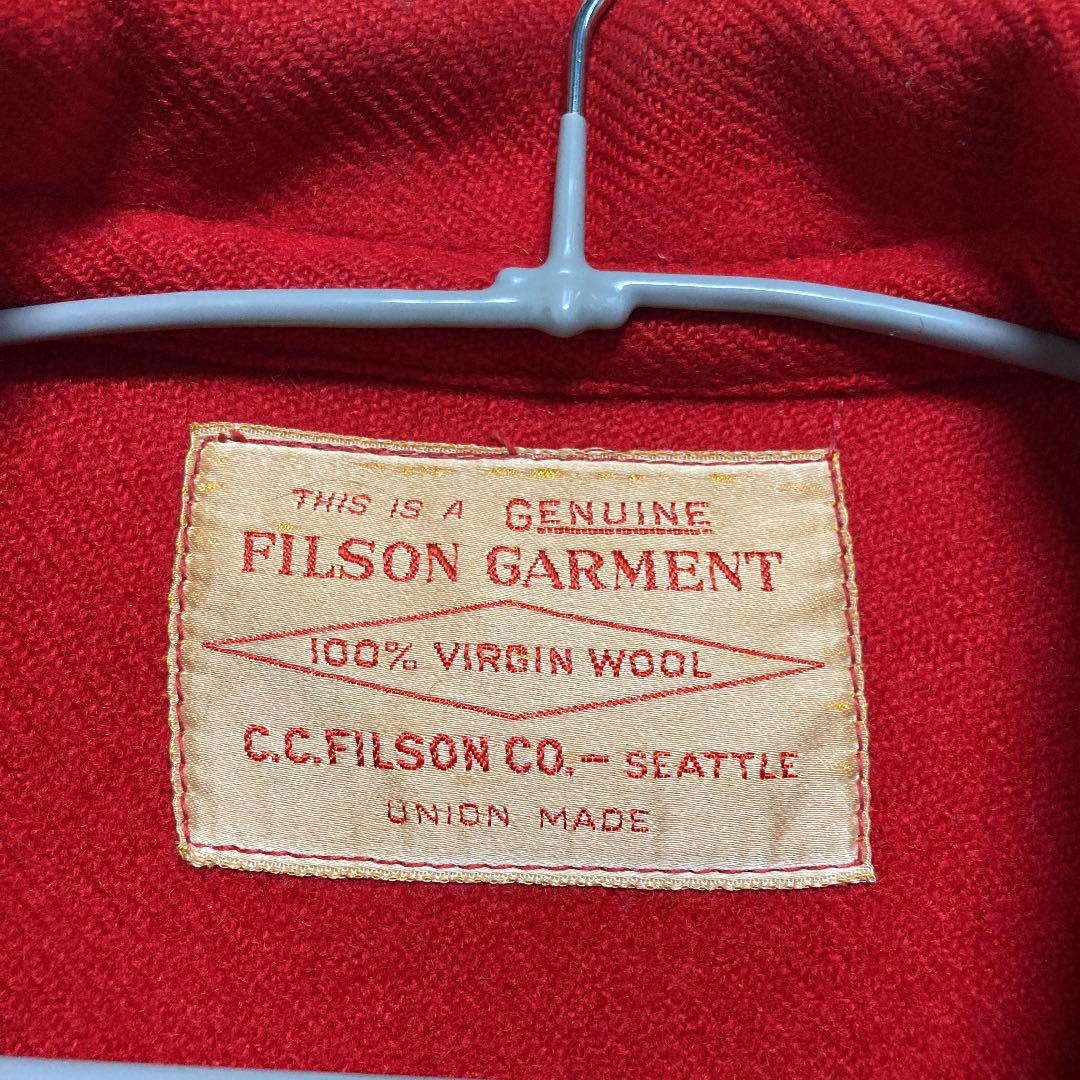 THIS IS A GENUINE
FILSON GARMENT
100% VIRGIN WOOL
C.C.FILSON CO.— SEATTLE
UNION MADE